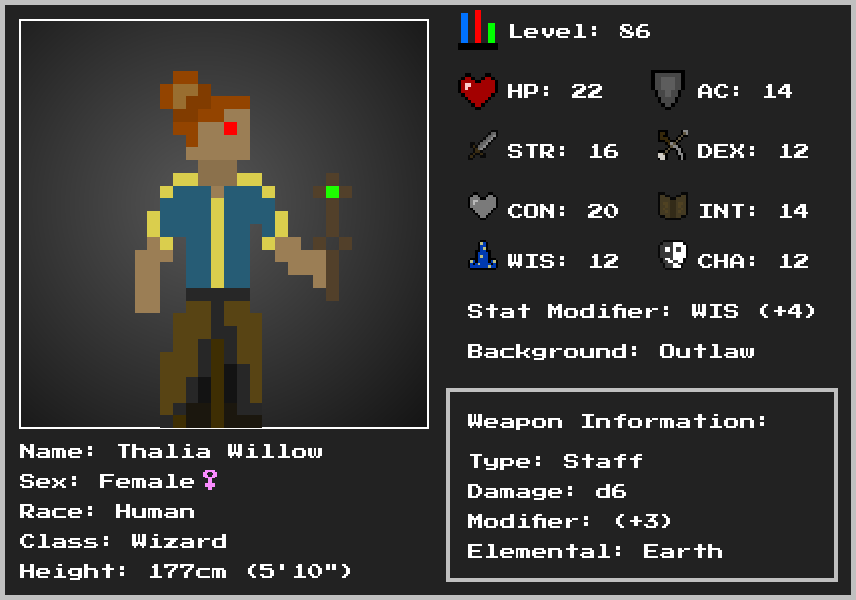 Level: 86
HP: 22 AC: 14
STR: 16 DEX: 12
CON: 20 INT: 14
WIS: 12 CHA: 12
Stat Modifier: WIS (+4)
Background: Outlaw
Weapon Information:
Type: Staff
Damage: d6
Modifier: (+3)
Elemental: Earth
Name: Thalia Willow
Sex: Female♀
Race: Human
Class: Wizard
Height: 177cm (5'10")